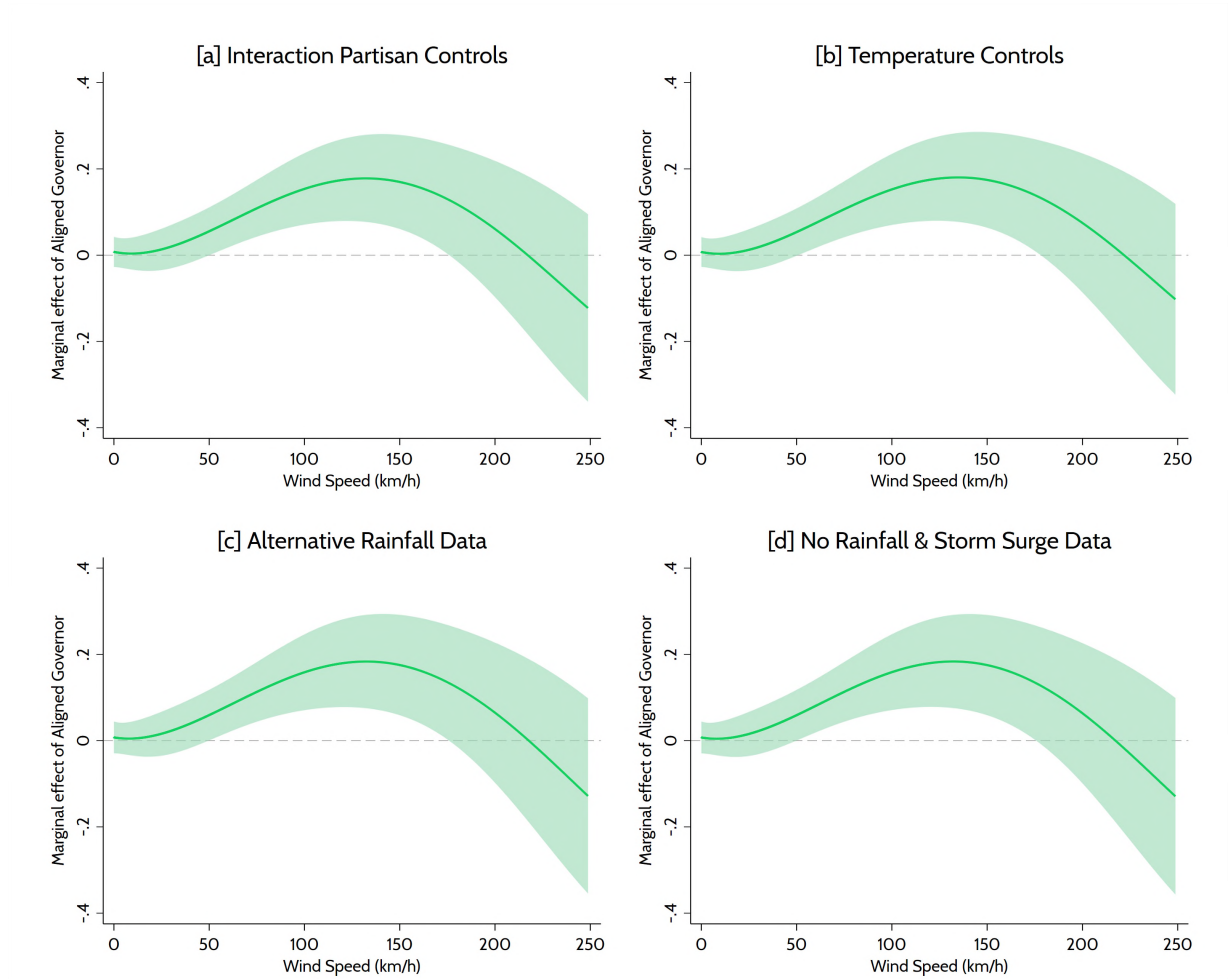 [a] Interaction Partisan Controls
Marginal effect of Aligned Governor
.4
.2
0
-.2
-.4
0 50 100 150 200 250
Wind Speed (km/h)
[b] Temperature Controls
Marginal effect of Aligned Governor
.4
.2
0
-.2
-.4
0 50 100 150 200 250
Wind Speed (km/h)
[c] Alternative Rainfall Data
Marginal effect of Aligned Governor
.4
.2
0
-.2
-.4
0 50 100 150 200 250
Wind Speed (km/h)
[d] No Rainfall & Storm Surge Data
Marginal effect of Aligned Governor
.4
.2
0
-.2
-.4
0 50 100 150 200 250
Wind Speed (km/h)